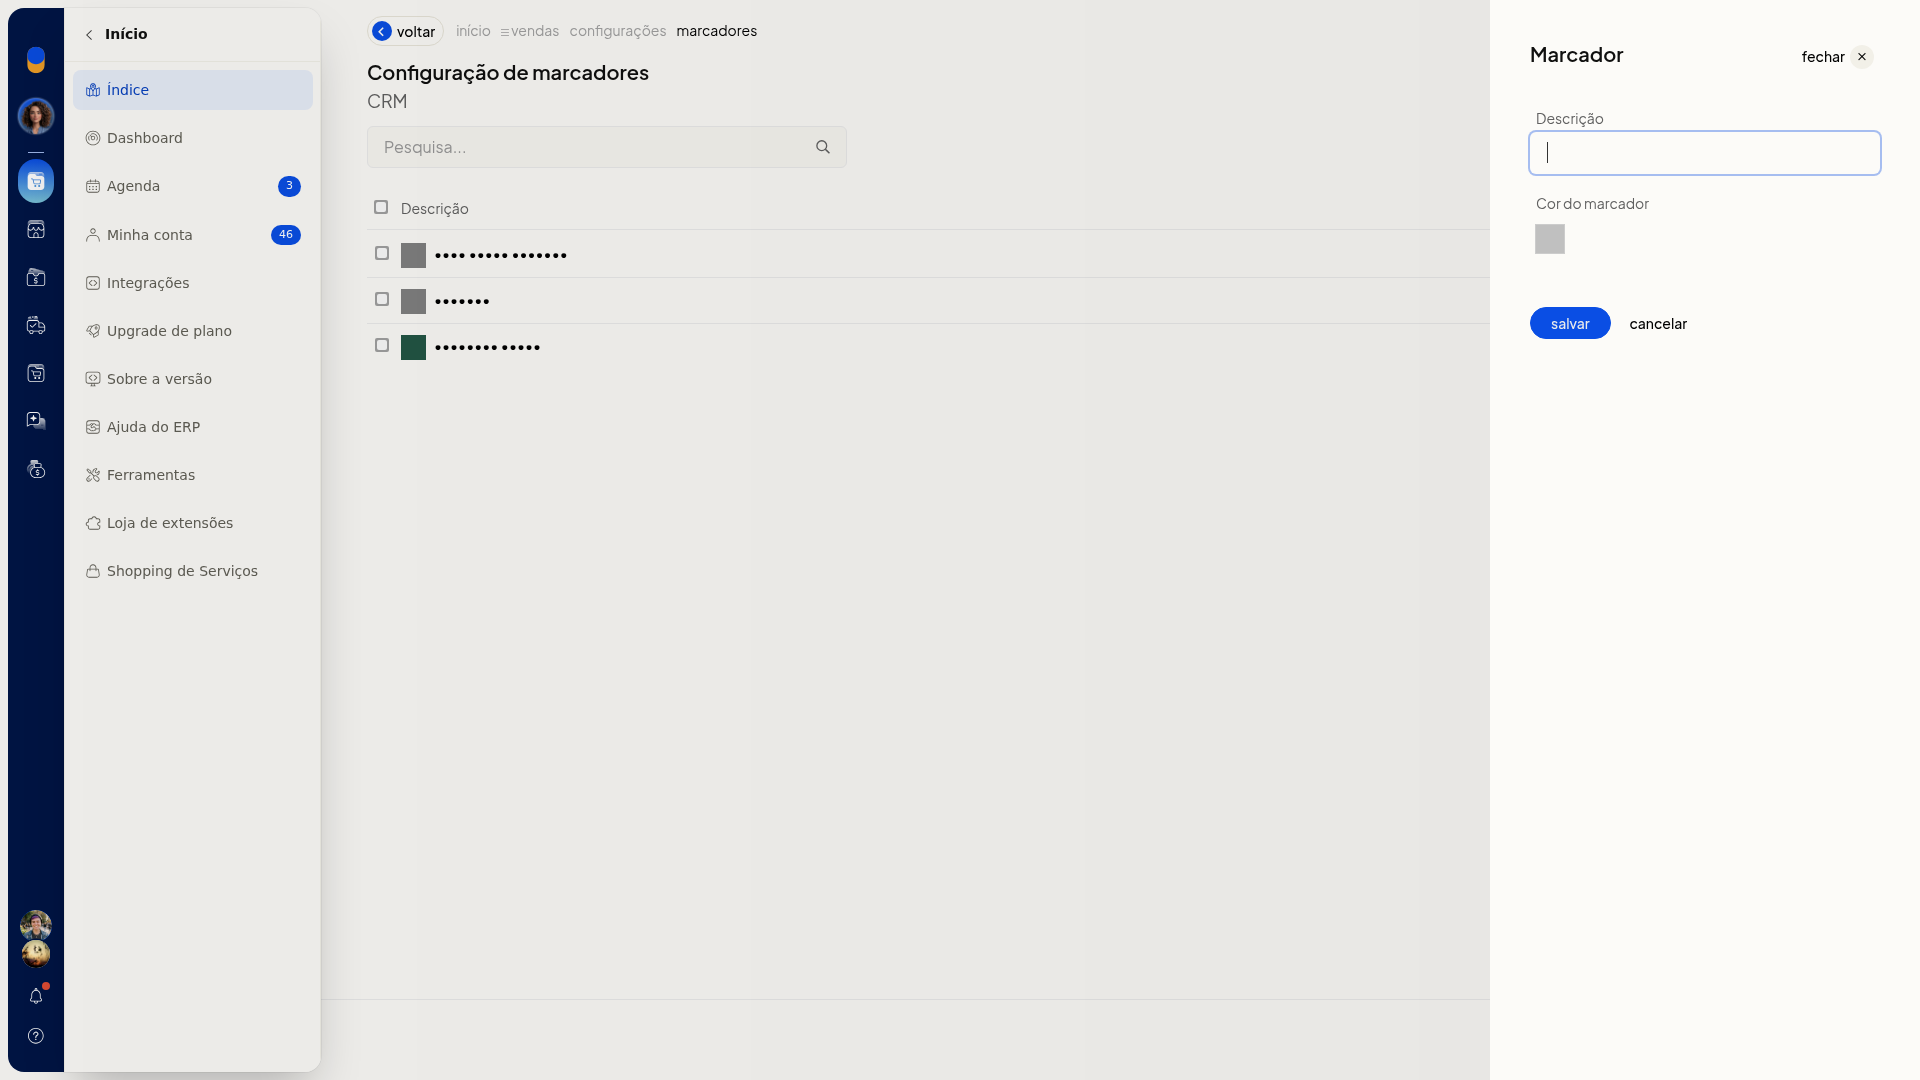 Início
Índice
Dashboard
Agenda 3
Minha conta 46
Integrações
Upgrade de plano
Sobre a versão
Ajuda do ERP
Ferramentas
Loja de extensões
Shopping de Serviços
voltar início vendas configurações marcadores
Configuração de marcadores
CRM
Pesquisa...
Descrição
•••• ••••• •••••••
•••••••
•••••••• •••••
Marcador
fechar
Descrição
Cor do marcador
salvar cancelar